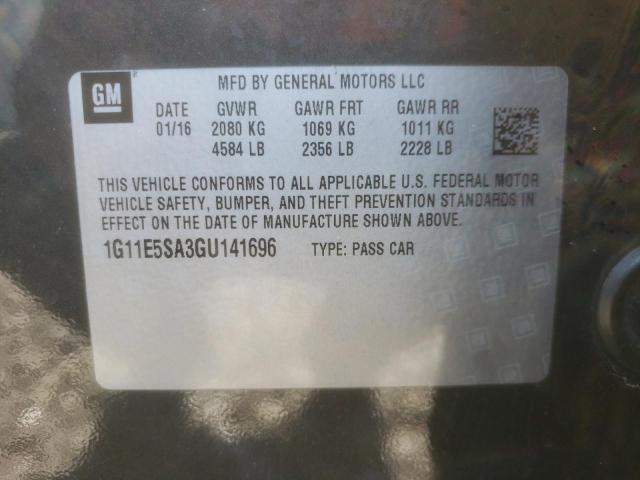 GM
MFD BY GENERAL MOTORS LLC
DATE GVWR GAWR FRT GAWR RR
01/16 2080 KG 1069 KG 1011 KG
4584 LB 2356 LB 2228 LB
THIS VEHICLE CONFORMS TO ALL APPLICABLE U.S. FEDERAL MOTOR
VEHICLE SAFETY, BUMPER, AND THEFT PREVENTION STANDARDS IN
EFFECT ON THE DATE OF MANUFACTURE SHOWN ABOVE.
1G11E5SA3GU141696 TYPE: PASS CAR